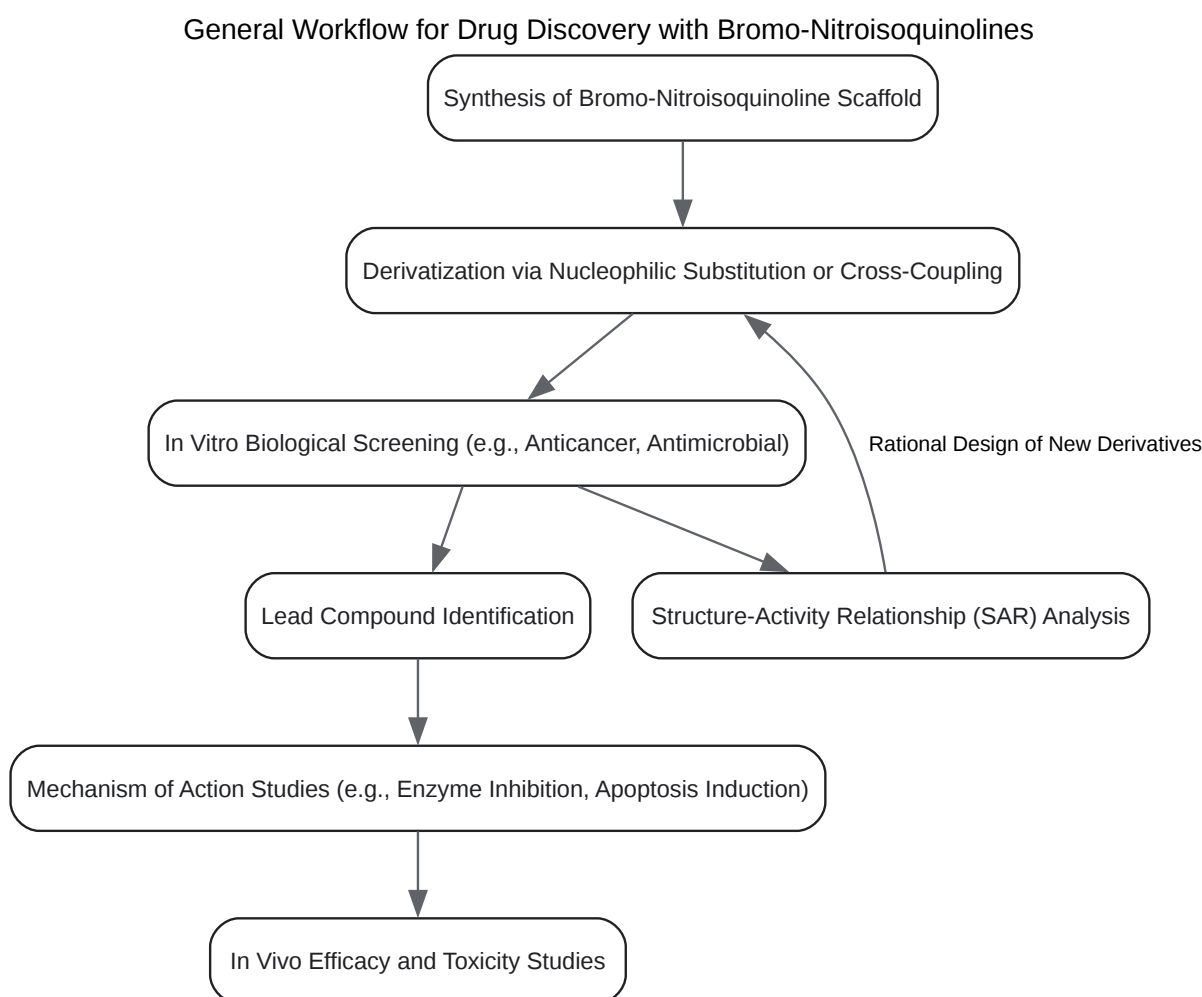 General Workflow for Drug Discovery with Bromo-Nitroisoquinolines
Synthesis of Bromo-Nitroisoquinoline Scaffold
Derivatization via Nucleophilic Substitution or Cross-Coupling
In Vitro Biological Screening (e.g., Anticancer, Antimicrobial)
Rational Design of New Derivatives
Lead Compound Identification
Structure-Activity Relationship (SAR) Analysis
Mechanism of Action Studies (e.g., Enzyme Inhibition, Apoptosis Induction)
In Vivo Efficacy and Toxicity Studies